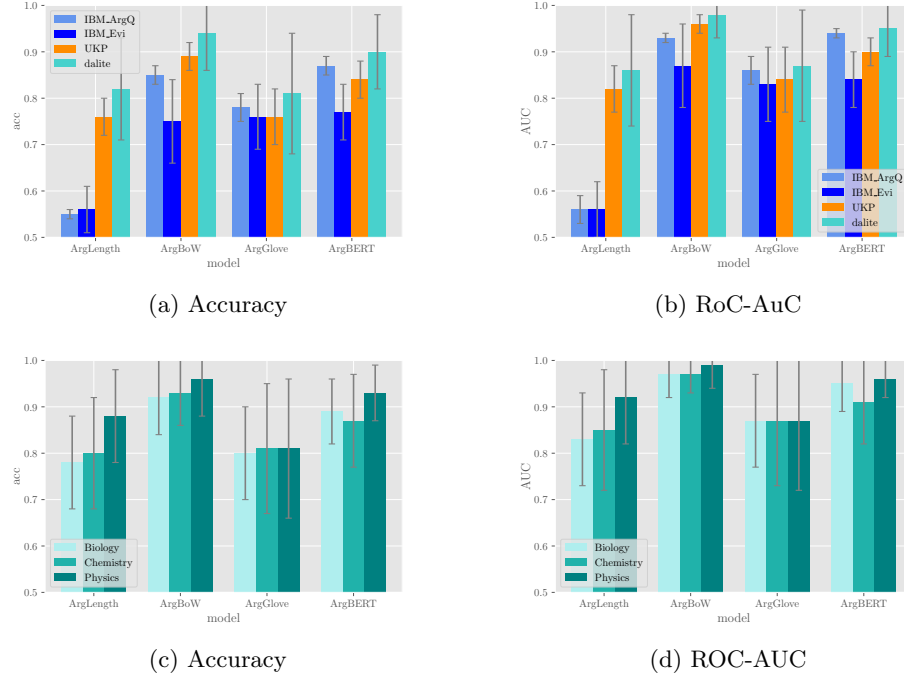 1.0
0.9
0.8
0.7
0.6
0.5
acc
IBM_ArgQ
IBM_Evi
UKP
dalite
ArgLength ArgBoW ArgGlove ArgBERT
model
(a) Accuracy
1.0
0.9
0.8
0.7
0.6
0.5
AUC
IBM_ArgQ
IBM_Evi
UKP
dalite
ArgLength ArgBoW ArgGlove ArgBERT
model
(b) RoC-AuC
1.0
0.9
0.8
0.7
0.6
0.5
acc
Biology
Chemistry
Physics
ArgLength ArgBoW ArgGlove ArgBERT
model
(c) Accuracy
1.0
0.9
0.8
0.7
0.6
0.5
AUC
Biology
Chemistry
Physics
ArgLength ArgBoW ArgGlove ArgBERT
model
(d) ROC-AUC